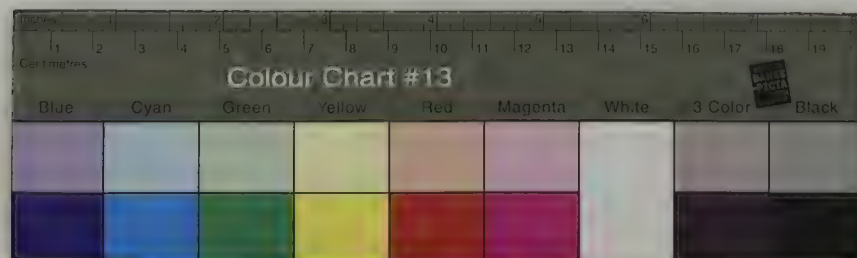 Inches 1 2 3 4 5 6 7
1 2 3 4 5 6 7 8 9 10 11 12 13 14 15 16 17 18 19
Centimetres
Colour Chart #13
Blue Cyan Green Yellow Red Magenta White 3 Color Black